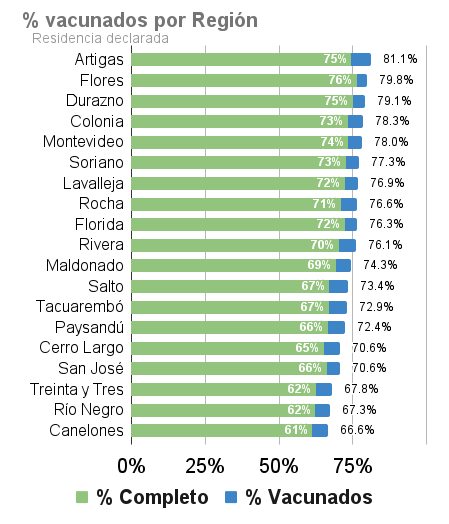 % vacunados por Región
Residencia declarada
Artigas 75% 81.1%
Flores 76% 79.8%
Durazno 75% 79.1%
Colonia 73% 78.3%
Montevideo 74% 78.0%
Soriano 73% 77.3%
Lavalleja 72% 76.9%
Rocha 71% 76.6%
Florida 72% 76.3%
Rivera 70% 76.1%
Maldonado 69% 74.3%
Salto 67% 73.4%
Tacuarembó 67% 72.9%
Paysandú 66% 72.4%
Cerro Largo 65% 70.6%
San José 66% 70.6%
Treinta y Tres 62% 67.8%
Río Negro 62% 67.3%
Canelones 61% 66.6%
0% 25% 50% 75%
% Completo % Vacunados